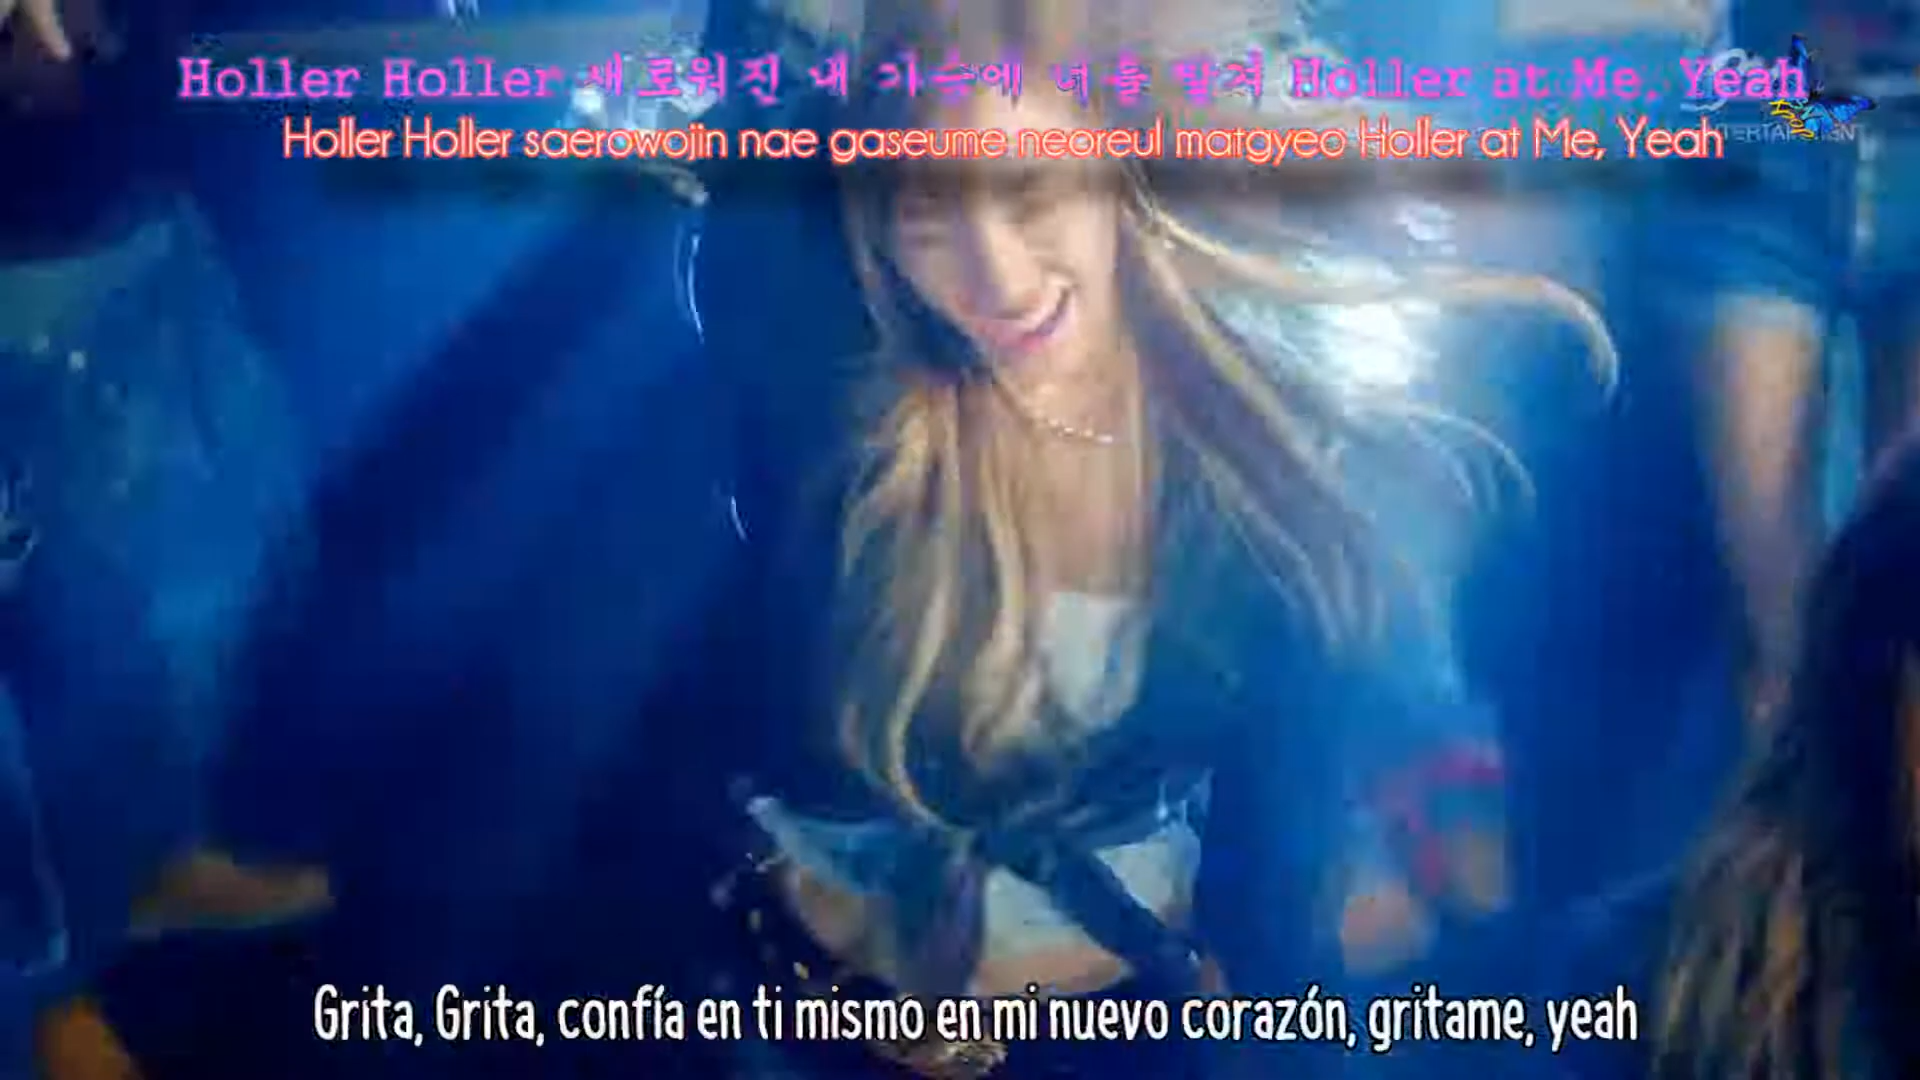 Holler Holler 새로워진 내 가슴에 너를 맡겨 Holler at Me, Yeah
Holler Holler saerowojin nae gaseume neoreul matgyeo Holler at Me, Yeah
Grita, Grita, confía en ti mismo en mi nuevo corazón, gritame, yeah